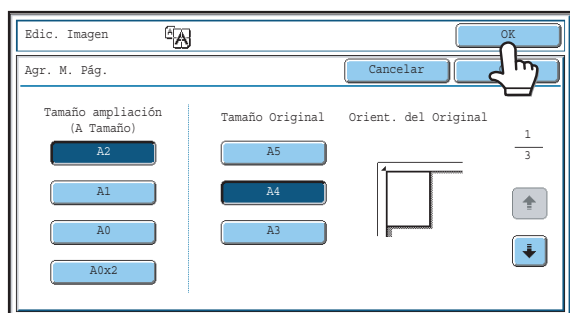 Edic. Imagen
OK
Agr. M. Pág.
Cancelar
Tamaño ampliación
(A Tamaño)
Tamaño Original
Orient. del Original
A2
A1
A0
A0x2
A5
A4
A3
1
3